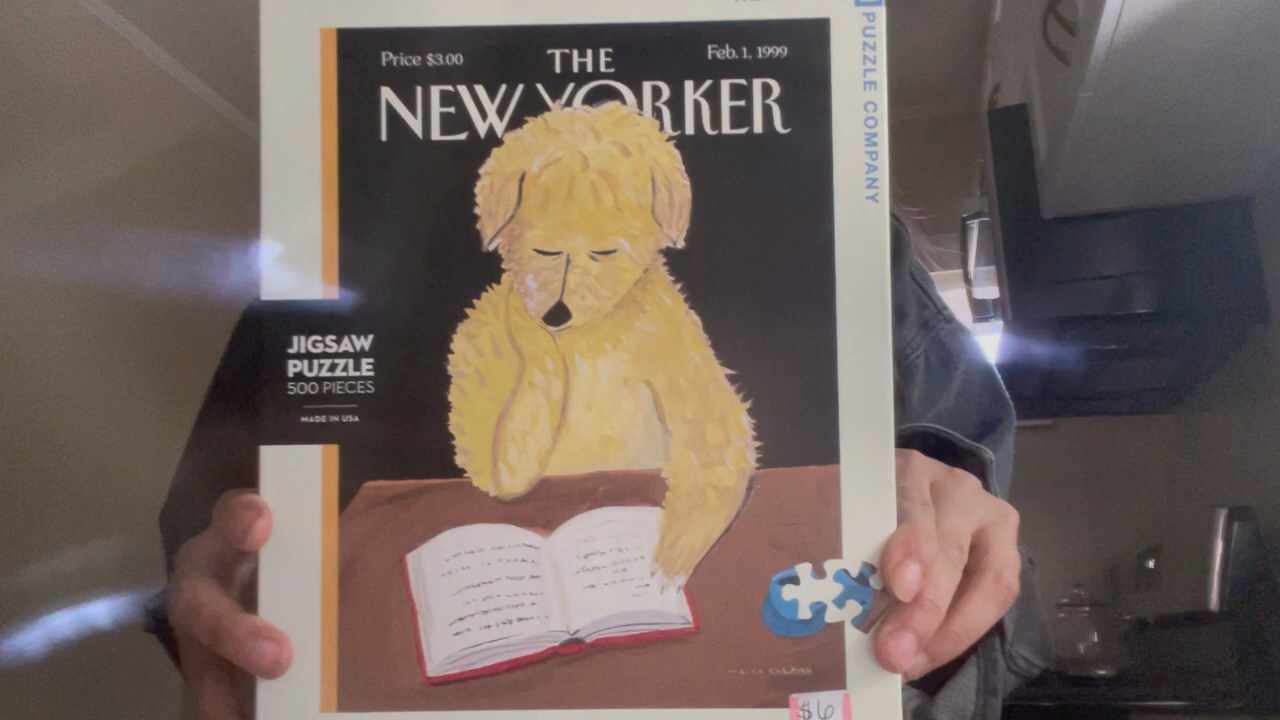 Price $3.00
THE
Feb. 1, 1999
NEW YORKER
PUZZLE COMPANY
JIGSAW
PUZZLE
500 PIECES
MADE IN USA
$6